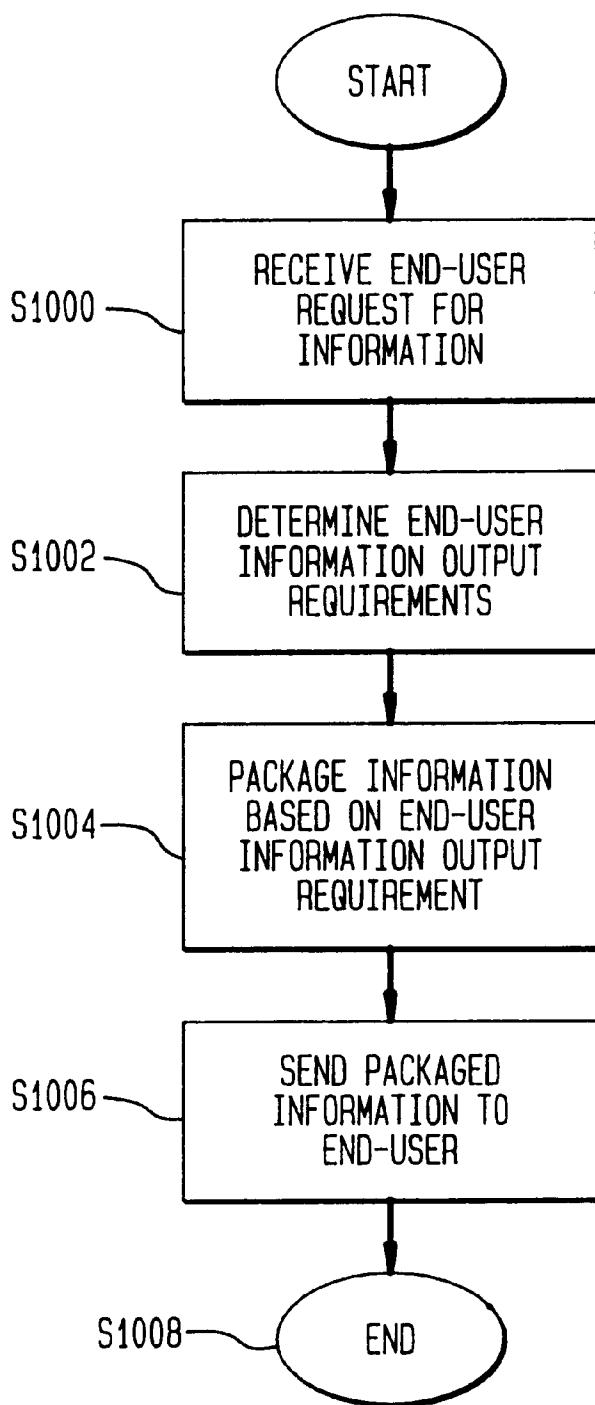 START
RECEIVE END-USER
REQUEST FOR
INFORMATION
S1000
DETERMINE END-USER
INFORMATION OUTPUT
REQUIREMENTS
S1002
PACKAGE INFORMATION
BASED ON END-USER
INFORMATION OUTPUT
REQUIREMENT
S1004
SEND PACKAGED
INFORMATION TO
END-USER
S1006
END
S1008